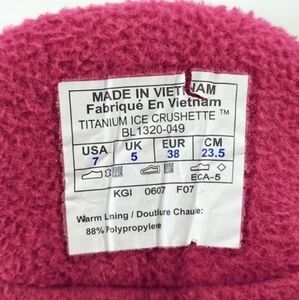 MADE IN VIETNAM
Fabriqué En Vietnam
TITANIUM ICE CRUSHETTE ™
BL1320-049
USA UK EUR CM
7 5 38 23.5
ECA-5
KGI 0607 F07
Warm Lining / Doublure Chaude:
88% Polypropylene